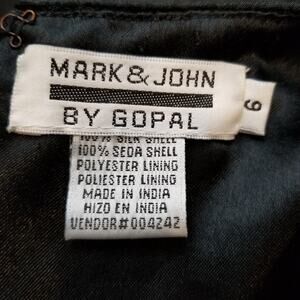 MARK & JOHN
BY GOPAL
6
100% SILK SHELL
100% SEDA SHELL
POLYESTER LINING
POLIESTER LINING
MADE IN INDIA
HIZO EN INDIA
VENDOR#004242